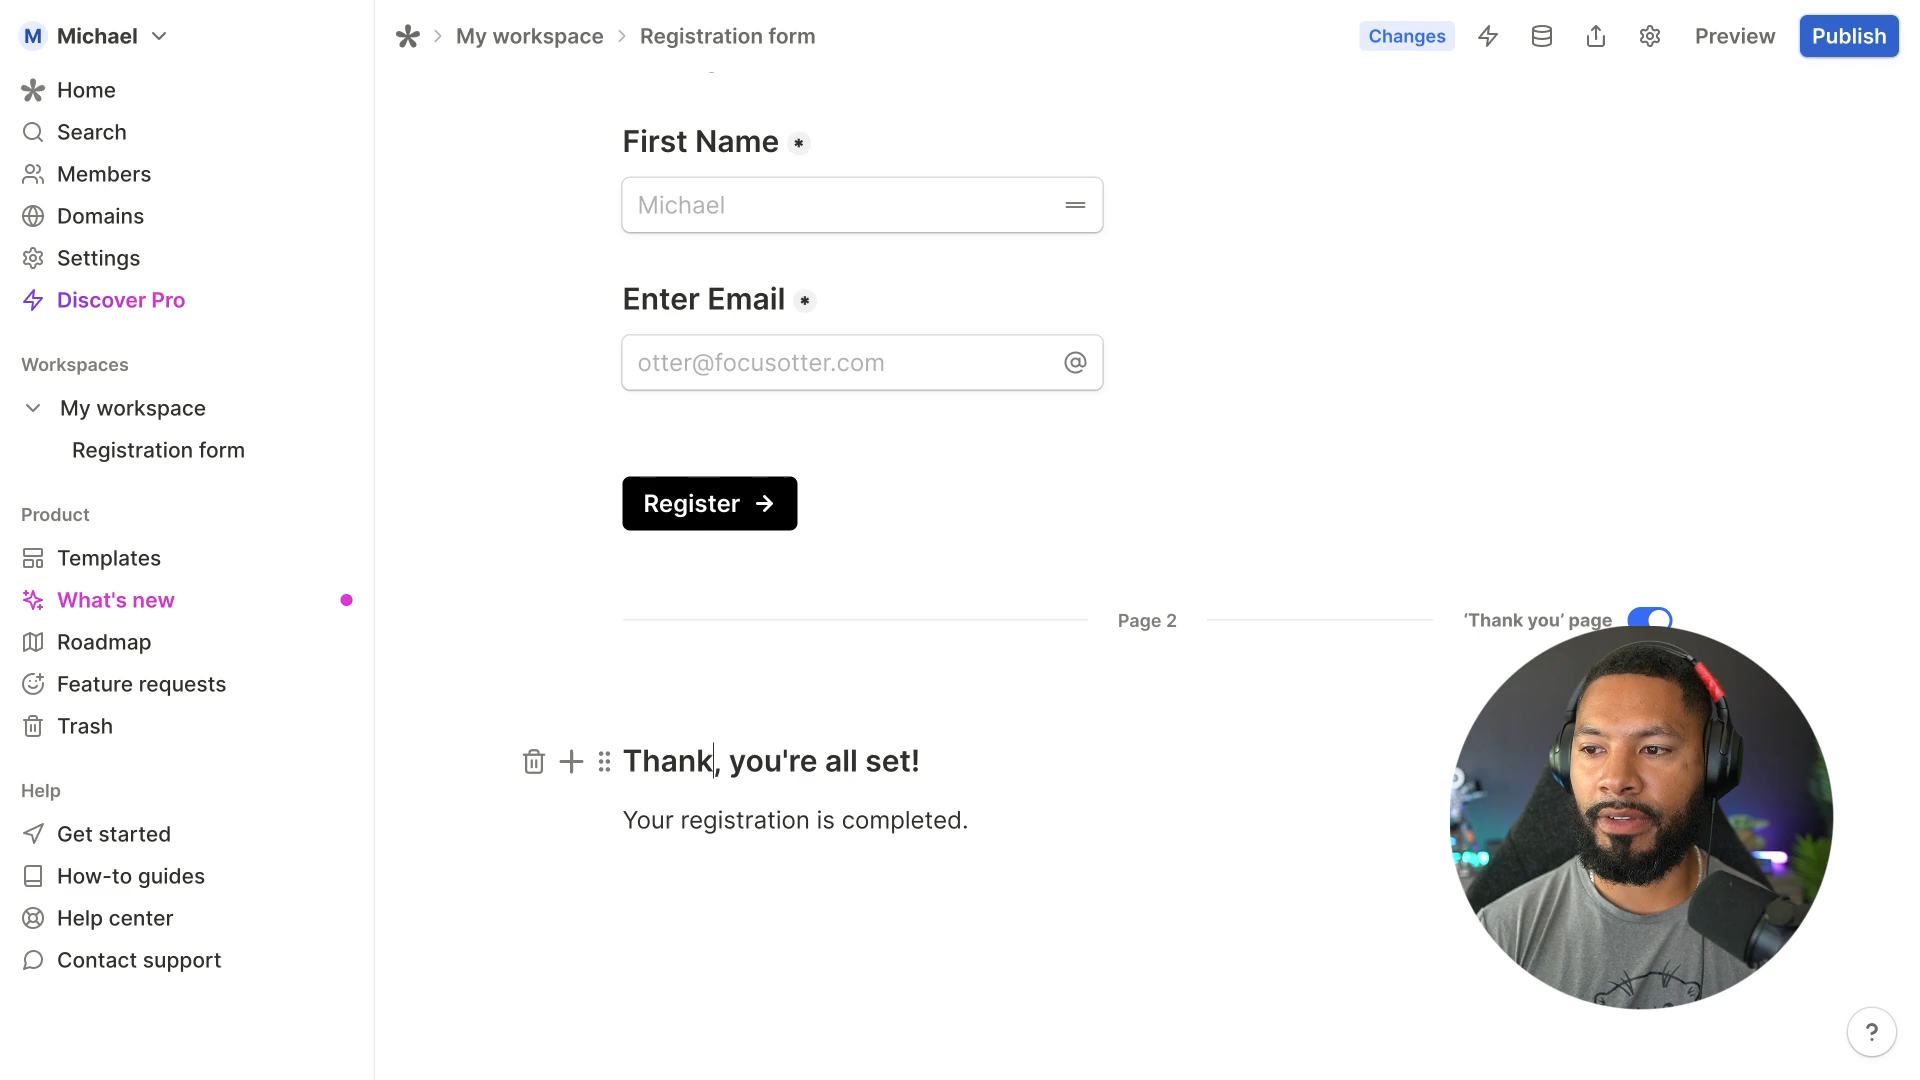 M Michael
Home
Search
Members
Domains
Settings
Discover Pro
Workspaces
My workspace
Registration form
Product
Templates
What's new
Roadmap
Feature requests
Trash
Help
Get started
How-to guides
Help center
Contact support
My workspace Registration form
Changes Preview Publish
First Name *
Michael
Enter Email *
otter@focusotter.com @
Register →
Page 2 ‘Thank you’ page
Thank, you're all set!
Your registration is completed.
?